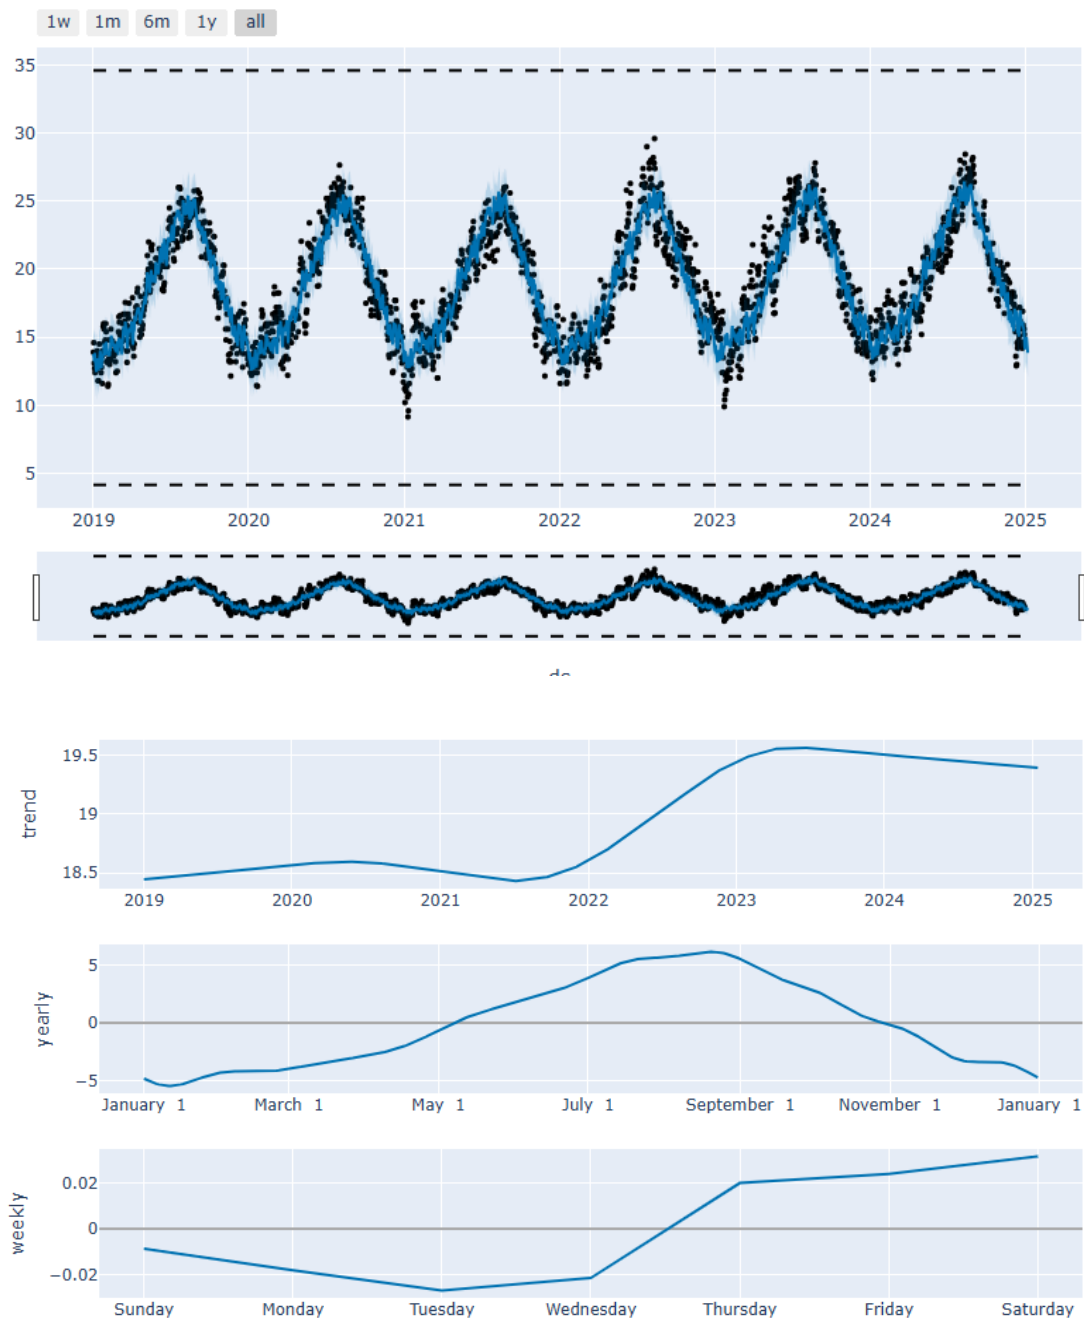 1w 1m 6m 1y all
35
30
25
20
15
10
5
2019 2020 2021 2022 2023 2024 2025
ds
19.5
19
18.5
trend
2019 2020 2021 2022 2023 2024 2025
5
0
−5
yearly
January 1 March 1 May 1 July 1 September 1 November 1 January 1
0.02
0
−0.02
weekly
Sunday Monday Tuesday Wednesday Thursday Friday Saturday